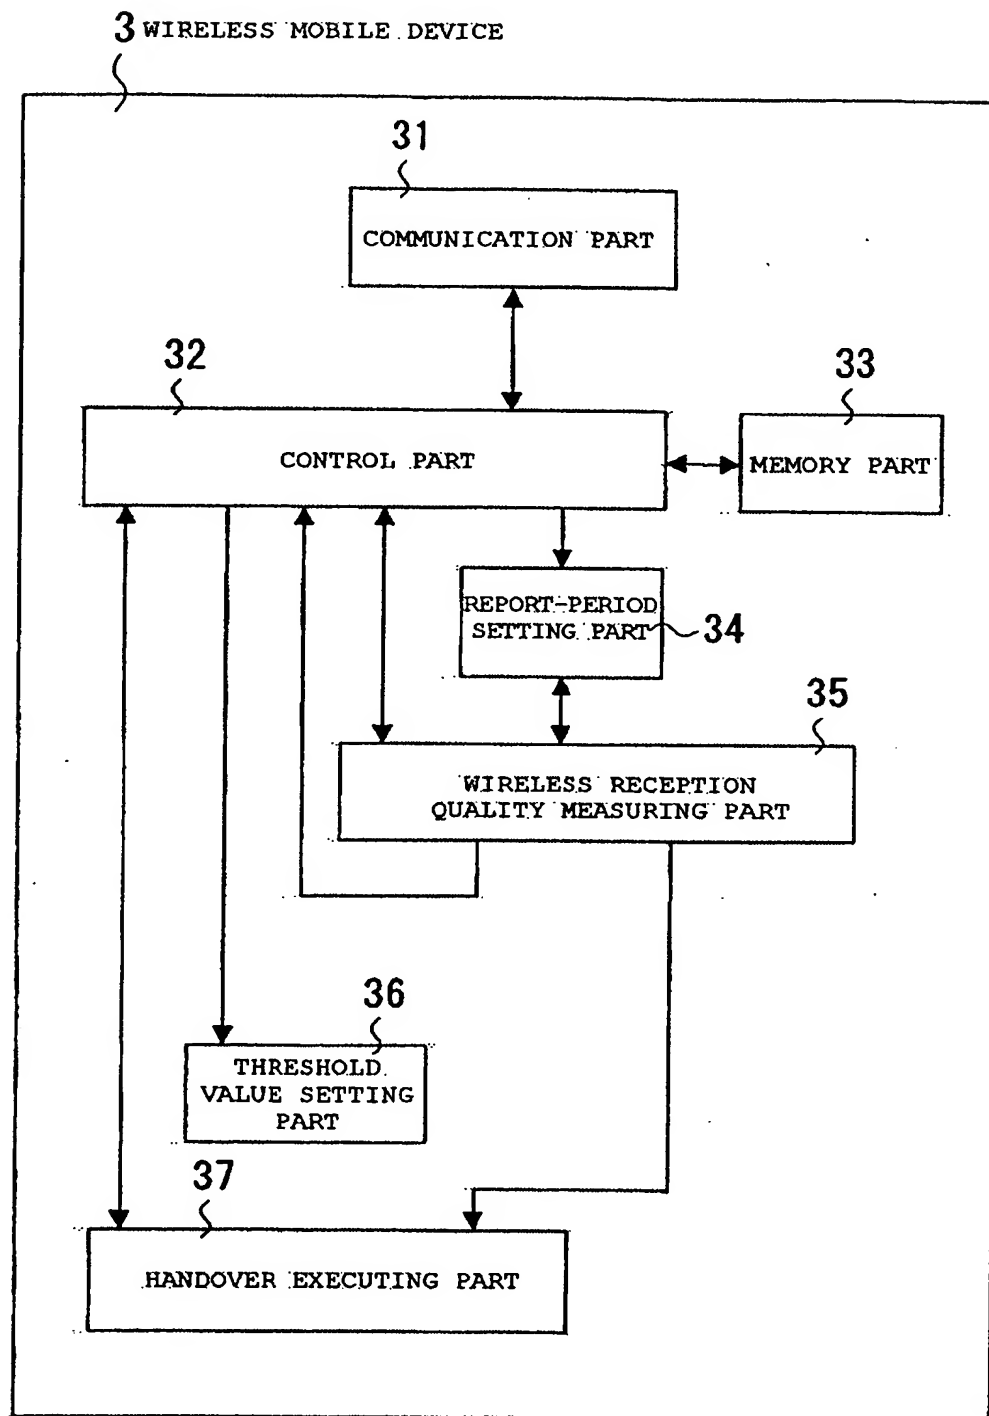 3 WIRELESS MOBILE DEVICE
31
COMMUNICATION PART
32
CONTROL PART
33
MEMORY PART
REPORT-PERIOD
SETTING PART
34
35
WIRELESS RECEPTION
QUALITY MEASURING PART
36
THRESHOLD
VALUE SETTING
PART
37
HANDOVER EXECUTING PART